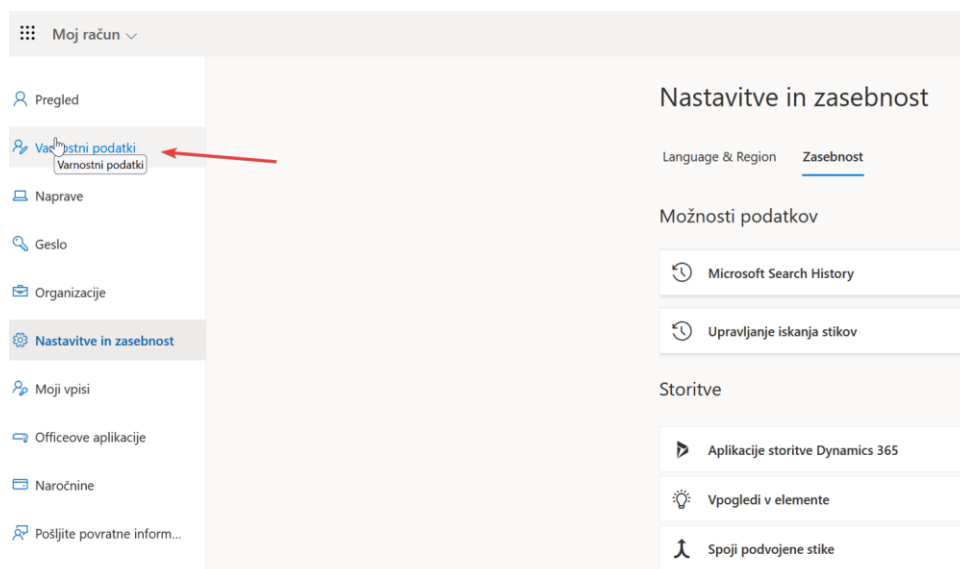 Moj račun
Pregled
Varnostni podatki
Varnostni podatki
Naprave
Geslo
Organizacije
Nastavitve in zasebnost
Moji vpisi
Officeove aplikacije
Naročnine
Pošljite povratne inform...
Nastavitve in zasebnost
Language & Region Zasebnost
Možnosti podatkov
Microsoft Search History
Upravljanje iskanja stikov
Storitve
Aplikacije storitve Dynamics 365
Vpogledi v elemente
Spoji podvojene stike